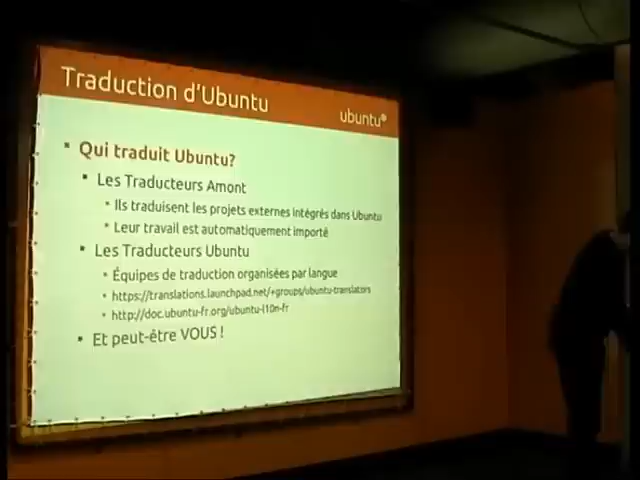 Traduction d'Ubuntu
ubuntu
Qui traduit Ubuntu?
Les Traducteurs Amont
Ils traduisent les projets externes intégrés dans Ubuntu
Leur travail est automatiquement importé
Les Traducteurs Ubuntu
Équipes de traduction organisées par langue
https://translations.launchpad.net/+groups/ubuntu-translators
http://doc.ubuntu-fr.org/ubuntu-l10n-fr
Et peut-être VOUS !